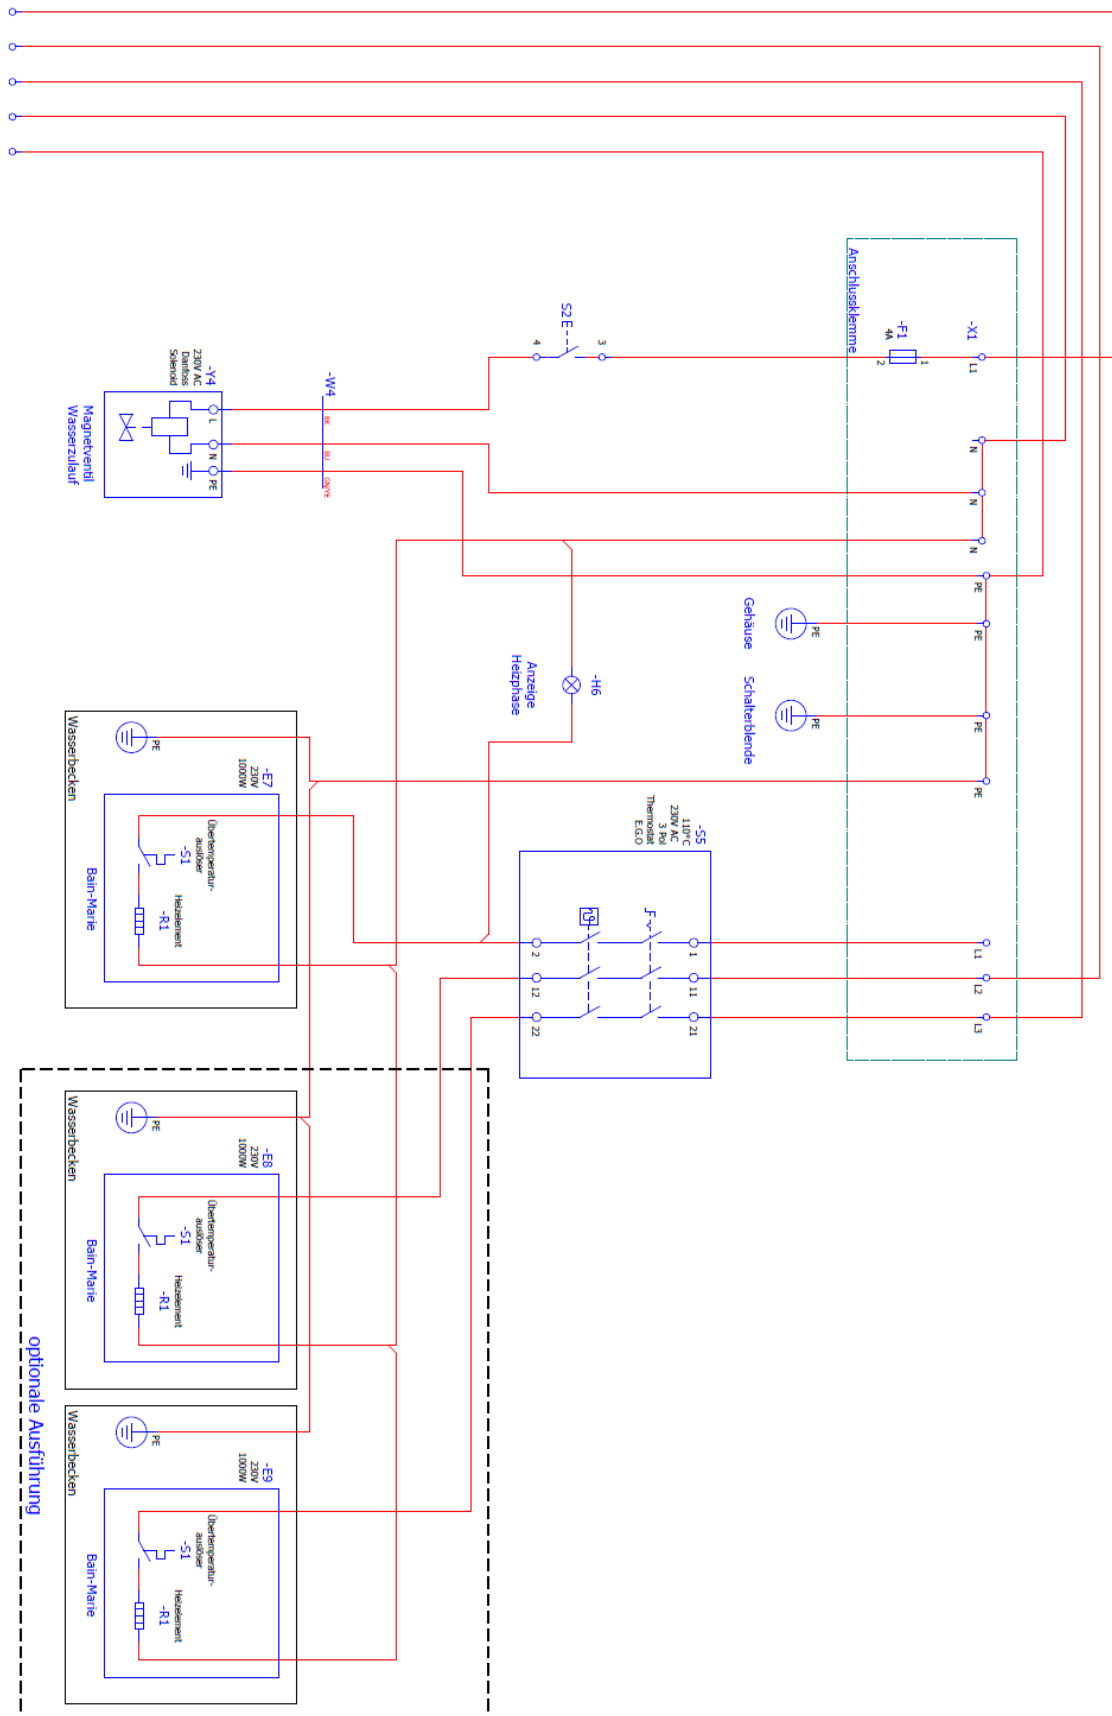 Anschlussklemme
-X1
L1
N
N
N
PE
PE
PE
PE
L1
L2
L3
-F1
4A
1
2
PE
Gehäuse
PE
Schalterblende
S2 E
3
4
-S5
110°C
230V AC
3 Pol
Thermostat
E.G.O
1
11
21
2
12
22
-H6
Anzeige
Heizphase
-W4
BK
BU
GNYE
-Y4
230V AC
Danfoss
Solenoid
L
N
PE
Magnetventil
Wasserzulauf
-E7
230V
1000W
PE
Übertemperatur-
auslöser
-S1
Heizelement
-R1
Bain-Marie
Wasserbecken
-E8
230V
1000W
PE
Übertemperatur-
auslöser
-S1
Heizelement
-R1
Bain-Marie
Wasserbecken
-E9
230V
1000W
PE
Übertemperatur-
auslöser
-S1
Heizelement
-R1
Bain-Marie
Wasserbecken
optionale Ausführung